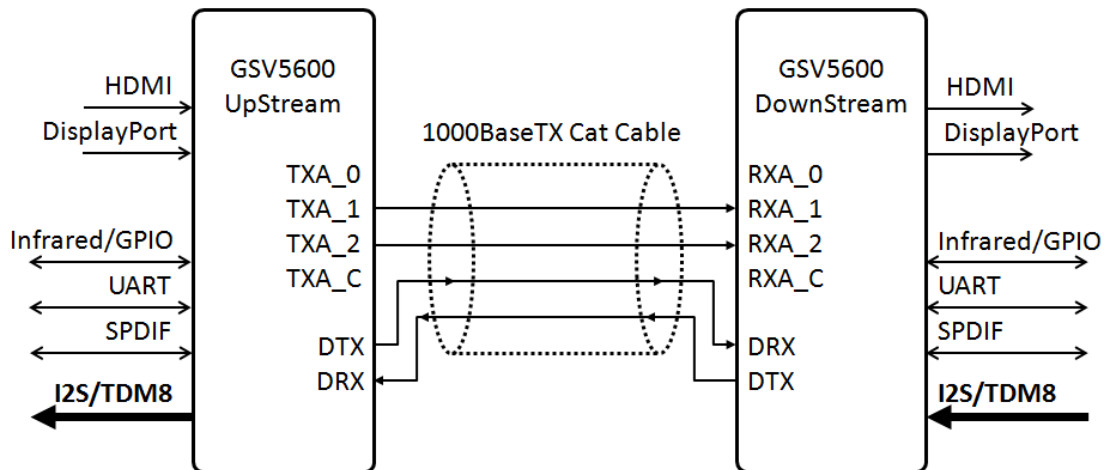 GSV5600
UpStream
HDMI
DisplayPort
Infrared/GPIO
UART
SPDIF
I2S/TDM8
TXA_0
TXA_1
TXA_2
TXA_C
DTX
DRX
1000BaseTX Cat Cable
GSV5600
DownStream
RXA_0
RXA_1
RXA_2
RXA_C
DRX
DTX
HDMI
DisplayPort
Infrared/GPIO
UART
SPDIF
I2S/TDM8